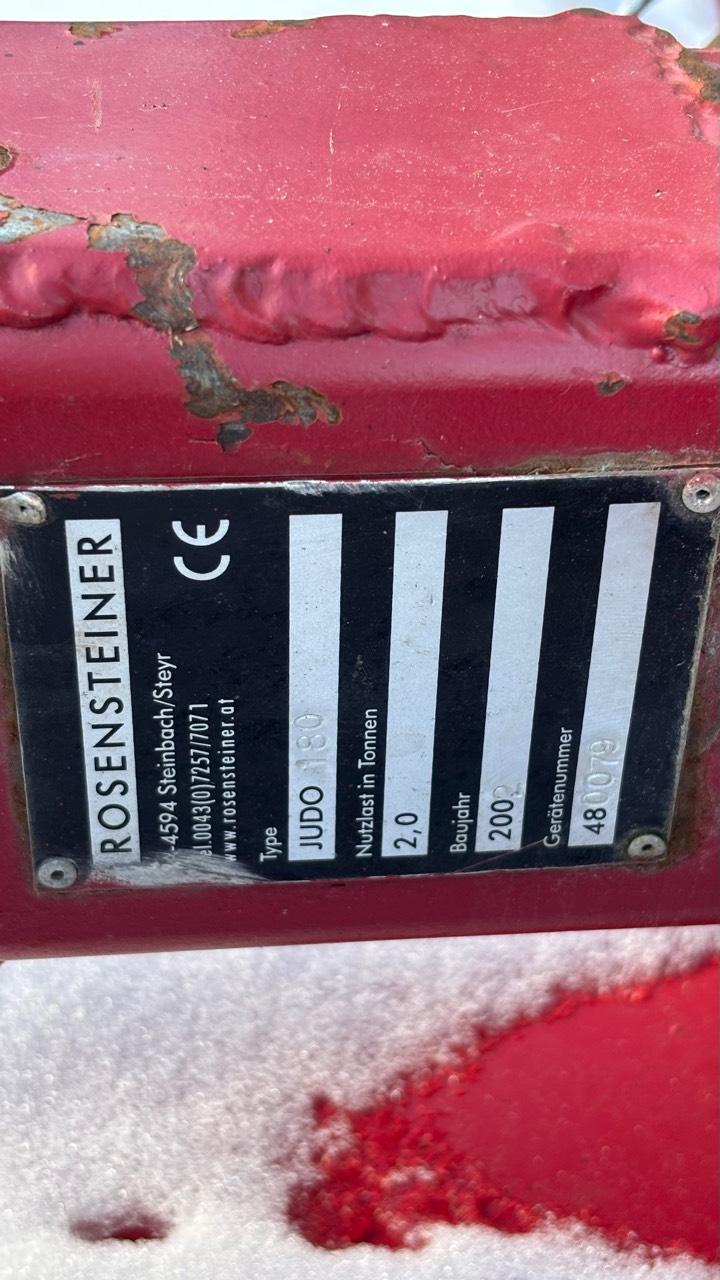 ROSENSTEINER
-4594 Steinbach/Steyr
el.0043(0)7257/7071
www.rosensteiner.at
CE
Type
JUDO 180
Nutzlast in Tonnen
2,0
Baujahr
2002
Gerätenummer
480079